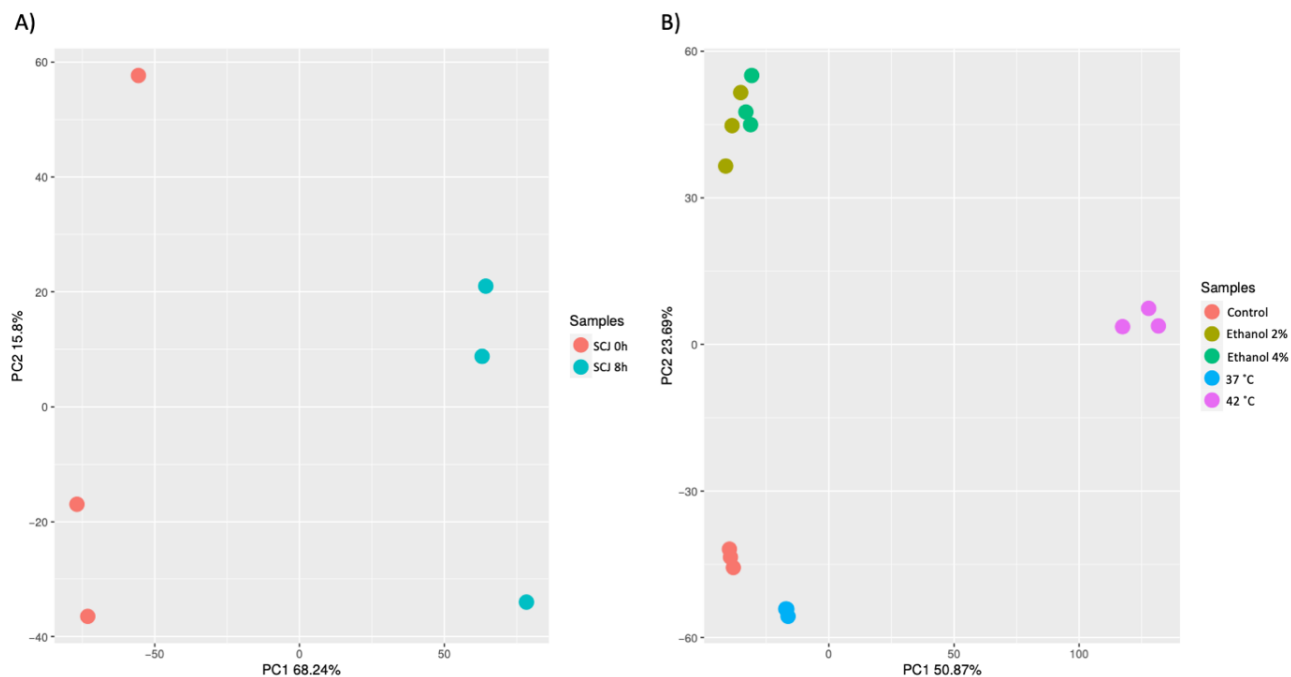 A)
60
40
20
0
−20
−40
PC2 15.8%
−50
0
50
PC1 68.24%
Samples
SCJ 0h
SCJ 8h
B)
60
30
0
−30
−60
PC2 23.69%
0
50
100
PC1 50.87%
Samples
Control
Ethanol 2%
Ethanol 4%
37 ˚C
42 ˚C